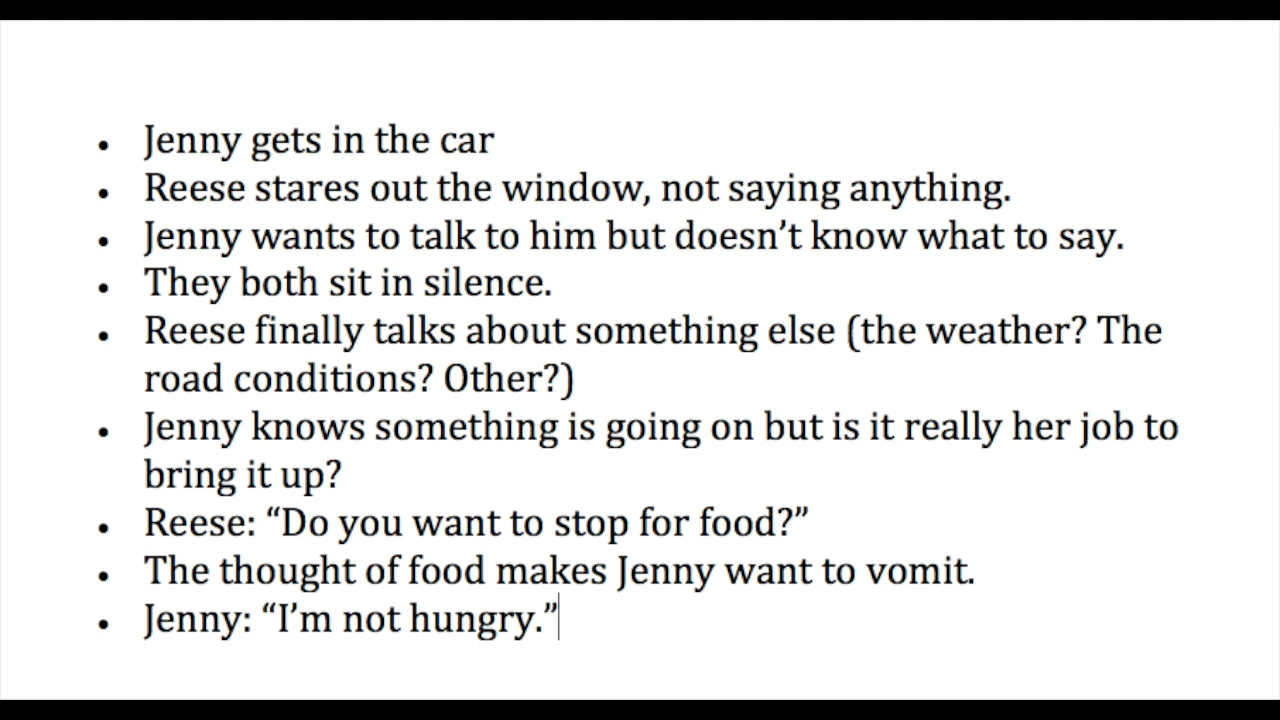 • Jenny gets in the car
• Reese stares out the window, not saying anything.
• Jenny wants to talk to him but doesn’t know what to say.
• They both sit in silence.
• Reese finally talks about something else (the weather? The
road conditions? Other?)
• Jenny knows something is going on but is it really her job to
bring it up?
• Reese: “Do you want to stop for food?”
• The thought of food makes Jenny want to vomit.
• Jenny: “I’m not hungry.”